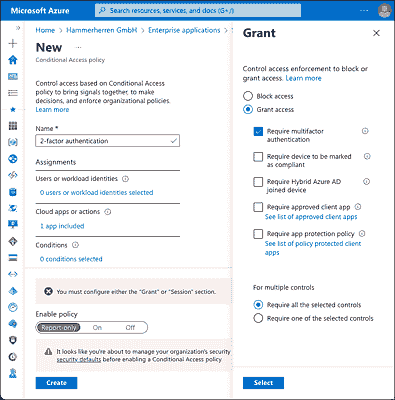 Microsoft Azure
Search resources, services, and docs (G+/)
Home > Hammerherren GmbH > Enterprise applications >
New
Conditional Access policy
Control access based on Conditional Access
policy to bring signals together, to make
decisions, and enforce organizational policies.
Learn more
Name *
2-factor authentication
Assignments
Users or workload identities
0 users or workload identities selected
Cloud apps or actions
1 app included
Conditions
0 conditions selected
You must configure either the "Grant" or "Session" section.
Enable policy
Report-only On Off
It looks like you're about to manage your organization's security
security defaults before enabling a Conditional Access policy
Create
Grant
Control access enforcement to block or
grant access. Learn more
Block access
Grant access
Require multifactor
authentication
Require device to be marked
as compliant
Require Hybrid Azure AD
joined device
Require approved client app
See list of approved client apps
Require app protection policy
See list of policy protected client
apps
For multiple controls
Require all the selected controls
Require one of the selected controls
Select